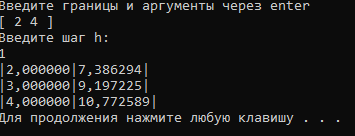 Введите границы и аргументы через enter
[ 2 4 ]
Введите шаг h:
1
|2,000000|7,386294|
|3,000000|9,197225|
|4,000000|10,772589|
Для продолжения нажмите любую клавишу . . .